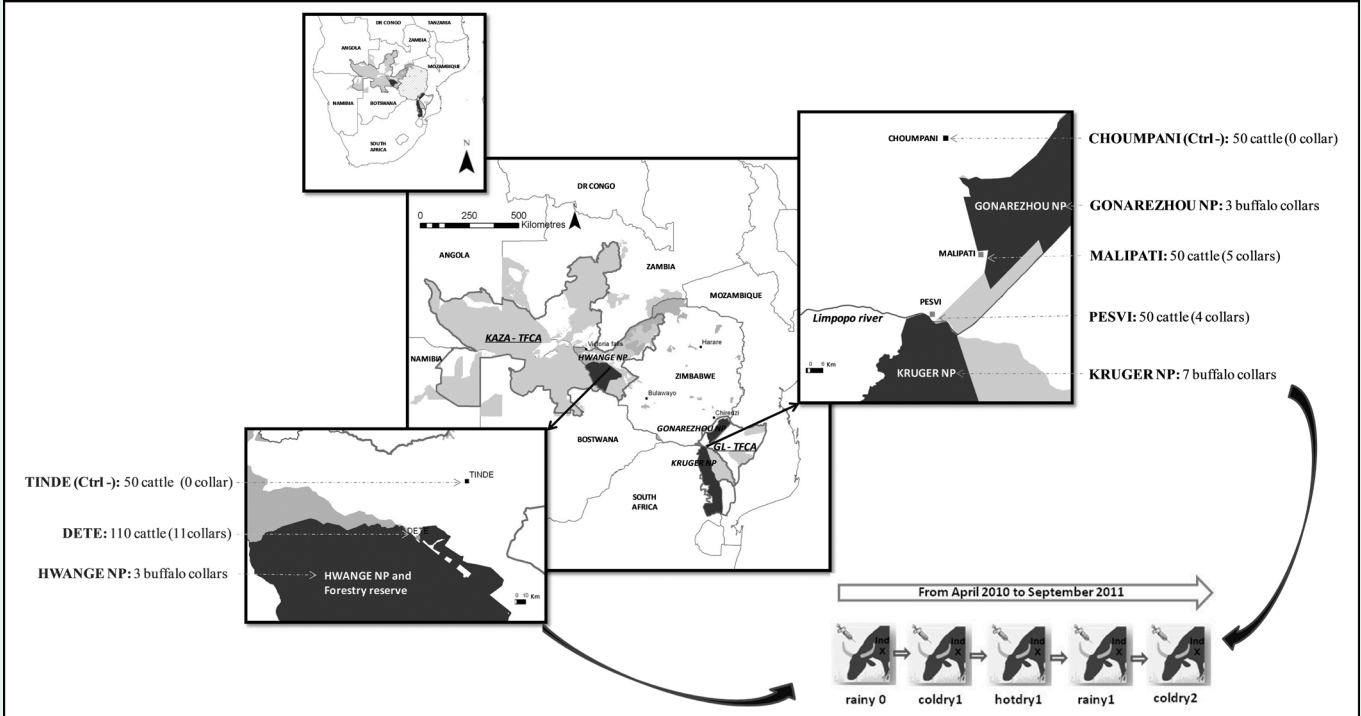 DR CONGO
TANZANIA
ANGOLA
ZAMBIA
MOZAMBIQUE
NAMIBIA
BOTSWANA
SOUTH
AFRICA
N
DR CONGO
0 250 500
Kilometres
N
ANGOLA
ZAMBIA
MOZAMBIQUE
KAZA - TFCA
Victoria falls
Harare
HWANGE NP
NAMIBIA
ZIMBABWE
Bulawayo
Chiredzi
GONAREZHOU NP
BOSTWANA
GL - TFCA
KRUGER NP
SOUTH
AFRICA
CHOUMPANI
GONAREZHOU NP
MALIPATI
PESVI
Limpopo river
0 6 Km
KRUGER NP
CHOUMPANI (Ctrl -): 50 cattle (0 collar)
GONAREZHOU NP: 3 buffalo collars
MALIPATI: 50 cattle (5 collars)
PESVI: 50 cattle (4 collars)
KRUGER NP: 7 buffalo collars
TINDE (Ctrl -): 50 cattle (0 collar)
DETE: 110 cattle (11collars)
HWANGE NP: 3 buffalo collars
TINDE
DETE
HWANGE NP and
Forestry reserve
0 10 Km
From April 2010 to September 2011
Ind Ind Ind Ind Ind
X X X X X
rainy 0 coldry1 hotdry1 rainy1 coldry2